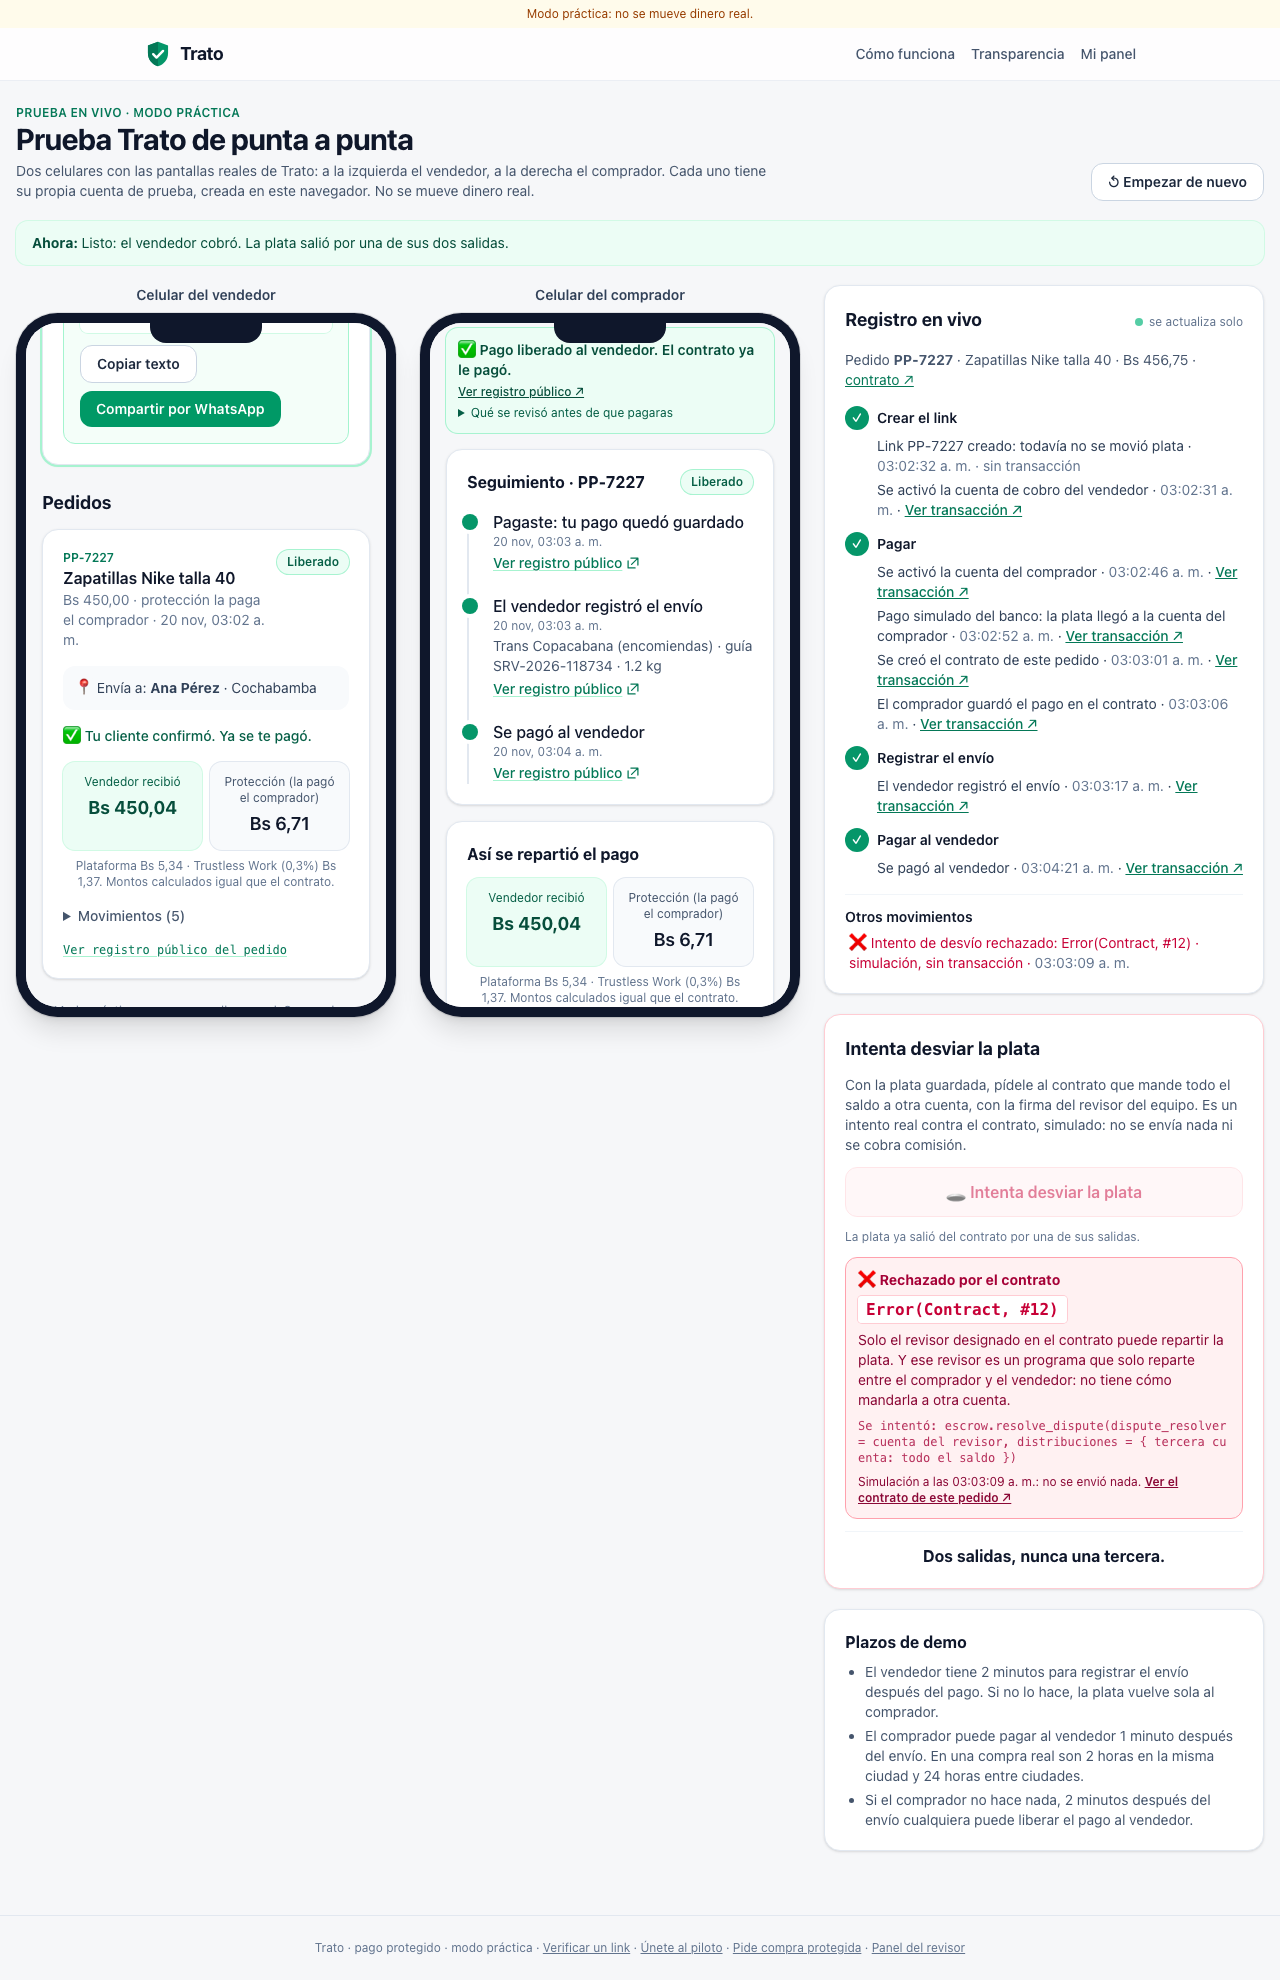 Modo práctica: no se mueve dinero real.
Trato
Cómo funciona
Transparencia
Mi panel
PRUEBA EN VIVO · MODO PRÁCTICA
Prueba Trato de punta a punta
Dos celulares con las pantallas reales de Trato: a la izquierda el vendedor, a la derecha el comprador. Cada uno tiene
su propia cuenta de prueba, creada en este navegador. No se mueve dinero real.
↺ Empezar de nuevo
Ahora: Listo: el vendedor cobró. La plata salió por una de sus dos salidas.
Celular del vendedor
Copiar texto
Compartir por WhatsApp
Pedidos
PP-7227
Zapatillas Nike talla 40
Liberado
Bs 450,00 · protección la paga
el comprador · 20 nov, 03:02 a.
m.
📍 Envía a: Ana Pérez · Cochabamba
✅ Tu cliente confirmó. Ya se te pagó.
Vendedor recibió
Bs 450,04
Protección (la pagó
el comprador)
Bs 6,71
Plataforma Bs 5,34 · Trustless Work (0,3%) Bs
1,37. Montos calculados igual que el contrato.
▶ Movimientos (5)
Ver registro público del pedido
Celular del comprador
✅ Pago liberado al vendedor. El contrato ya
le pagó.
Ver registro público ↗
▶ Qué se revisó antes de que pagaras
Seguimiento · PP-7227
Liberado
Pagaste: tu pago quedó guardado
20 nov, 03:03 a. m.
Ver registro público
El vendedor registró el envío
20 nov, 03:03 a. m.
Trans Copacabana (encomiendas) · guía
SRV-2026-118734 · 1.2 kg
Ver registro público
Se pagó al vendedor
20 nov, 03:04 a. m.
Ver registro público
Así se repartió el pago
Vendedor recibió
Bs 450,04
Protección (la pagó
el comprador)
Bs 6,71
Plataforma Bs 5,34 · Trustless Work (0,3%) Bs
1,37. Montos calculados igual que el contrato.
Registro en vivo
se actualiza solo
Pedido PP-7227 · Zapatillas Nike talla 40 · Bs 456,75 ·
contrato ↗
Crear el link
Link PP-7227 creado: todavía no se movió plata ·
03:02:32 a. m. · sin transacción
Se activó la cuenta de cobro del vendedor · 03:02:31 a.
m. · Ver transacción ↗
Pagar
Se activó la cuenta del comprador · 03:02:46 a. m. · Ver
transacción ↗
Pago simulado del banco: la plata llegó a la cuenta del
comprador · 03:02:52 a. m. · Ver transacción ↗
Se creó el contrato de este pedido · 03:03:01 a. m. · Ver
transacción ↗
El comprador guardó el pago en el contrato · 03:03:06
a. m. · Ver transacción ↗
Registrar el envío
El vendedor registró el envío · 03:03:17 a. m. · Ver
transacción ↗
Pagar al vendedor
Se pagó al vendedor · 03:04:21 a. m. · Ver transacción ↗
Otros movimientos
❌ Intento de desvío rechazado: Error(Contract, #12) ·
simulación, sin transacción · 03:03:09 a. m.
Intenta desviar la plata
Con la plata guardada, pídele al contrato que mande todo el
saldo a otra cuenta, con la firma del revisor del equipo. Es un
intento real contra el contrato, simulado: no se envía nada ni
se cobra comisión.
🕳️ Intenta desviar la plata
La plata ya salió del contrato por una de sus salidas.
❌ Rechazado por el contrato
Error(Contract, #12)
Solo el revisor designado en el contrato puede repartir la
plata. Y ese revisor es un programa que solo reparte
entre el comprador y el vendedor: no tiene cómo
mandarla a otra cuenta.
Se intentó: escrow.resolve_dispute(dispute_resolver
= cuenta del revisor, distribuciones = { tercera cu
enta: todo el saldo })
Simulación a las 03:03:09 a. m.: no se envió nada. Ver el
contrato de este pedido ↗
Dos salidas, nunca una tercera.
Plazos de demo
• El vendedor tiene 2 minutos para registrar el envío
después del pago. Si no lo hace, la plata vuelve sola al
comprador.
• El comprador puede pagar al vendedor 1 minuto después
del envío. En una compra real son 2 horas en la misma
ciudad y 24 horas entre ciudades.
• Si el comprador no hace nada, 2 minutos después del
envío cualquiera puede liberar el pago al vendedor.
Trato · pago protegido · modo práctica · Verificar un link · Únete al piloto · Pide compra protegida · Panel del revisor